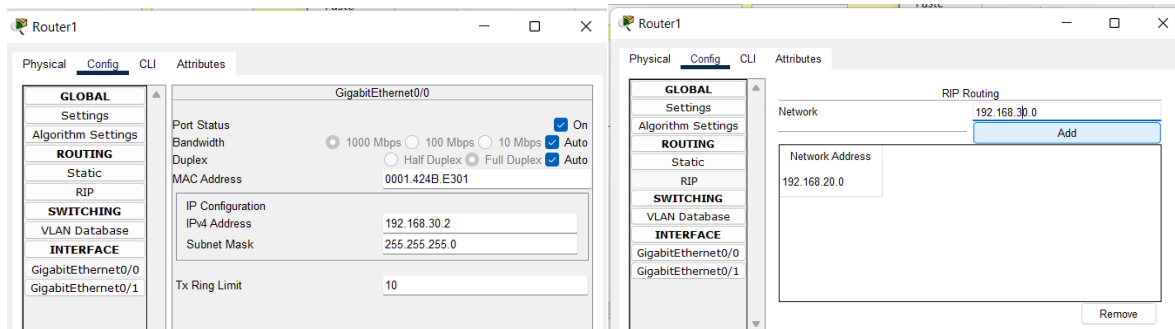 Router1
Physical Config CLI Attributes
GLOBAL
Settings
Algorithm Settings
ROUTING
Static
RIP
SWITCHING
VLAN Database
INTERFACE
GigabitEthernet0/0
GigabitEthernet0/1
GigabitEthernet0/0
Port Status On
Bandwidth 1000 Mbps 100 Mbps 10 Mbps Auto
Duplex Half Duplex Full Duplex Auto
MAC Address 0001.424B.E301
IP Configuration
IPv4 Address 192.168.30.2
Subnet Mask 255.255.255.0
Tx Ring Limit 10
Router1
Physical Config CLI Attributes
GLOBAL
Settings
Algorithm Settings
ROUTING
Static
RIP
SWITCHING
VLAN Database
INTERFACE
GigabitEthernet0/0
GigabitEthernet0/1
RIP Routing
Network 192.168.30.0
Add
Network Address
192.168.20.0
Remove